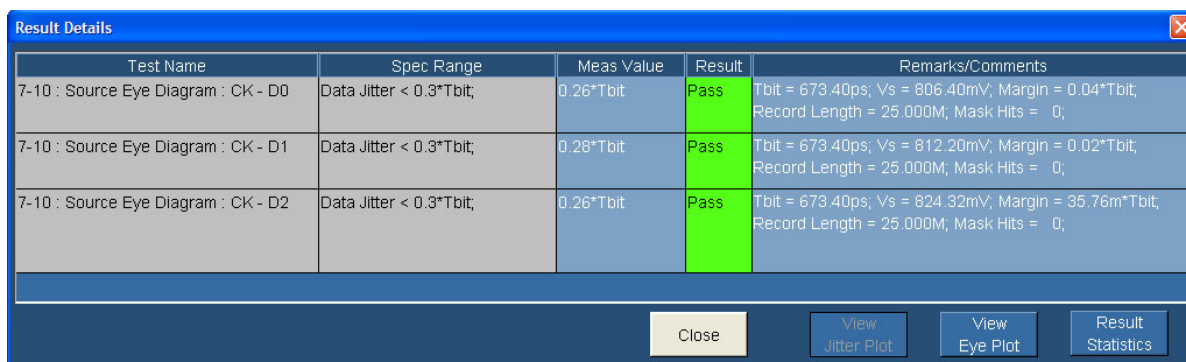 Result Details
Test Name Spec Range Meas Value Result Remarks/Comments
7-10 : Source Eye Diagram : CK - D0 Data Jitter < 0.3*Tbit; 0.26*Tbit Pass Tbit = 673.40ps; Vs = 806.40mV; Margin = 0.04*Tbit;
Record Length = 25.000M; Mask Hits = 0;
7-10 : Source Eye Diagram : CK - D1 Data Jitter < 0.3*Tbit; 0.28*Tbit Pass Tbit = 673.40ps; Vs = 812.20mV; Margin = 0.02*Tbit;
Record Length = 25.000M; Mask Hits = 0;
7-10 : Source Eye Diagram : CK - D2 Data Jitter < 0.3*Tbit; 0.26*Tbit Pass Tbit = 673.40ps; Vs = 824.32mV; Margin = 35.76m*Tbit;
Record Length = 25.000M; Mask Hits = 0;
Close
View
Jitter Plot
View
Eye Plot
Result
Statistics